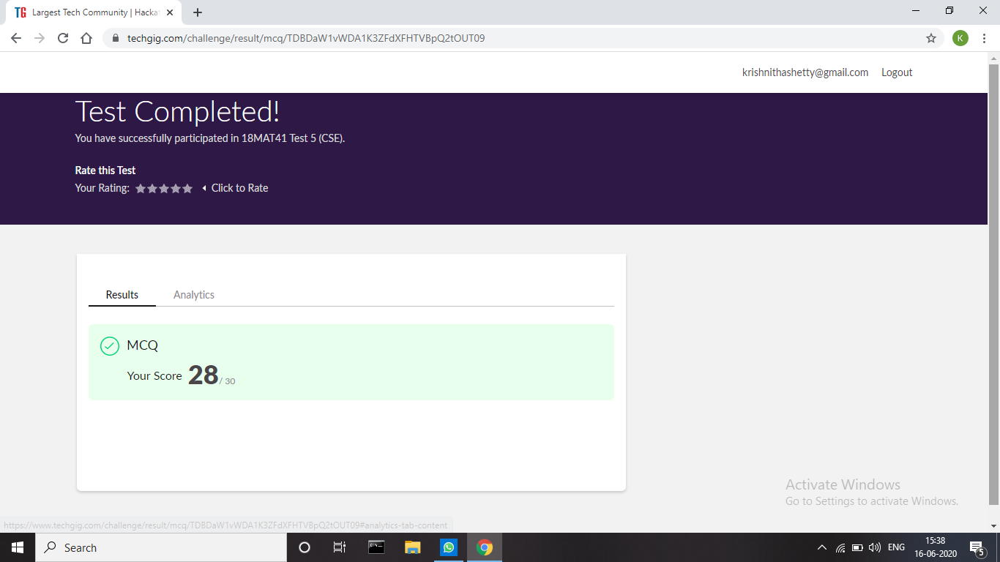 TG Largest Tech Community | Hacka
techgig.com/challenge/result/mcq/TDBDaW1vWDA1K3ZFdXFHTVBpQ2tOUT09
K
krishnithashetty@gmail.com Logout
Test Completed!
You have successfully participated in 18MAT41 Test 5 (CSE).
Rate this Test
Your Rating: Click to Rate
Results Analytics
MCQ
Your Score 28 / 30
Activate Windows
Go to Settings to activate Windows.
https://www.techgig.com/challenge/result/mcq/TDBDaW1vWDA1K3ZFdXFHTVBpQ2tOUT09#analytics-tab-content
Search
ENG
15:38
16-06-2020
5